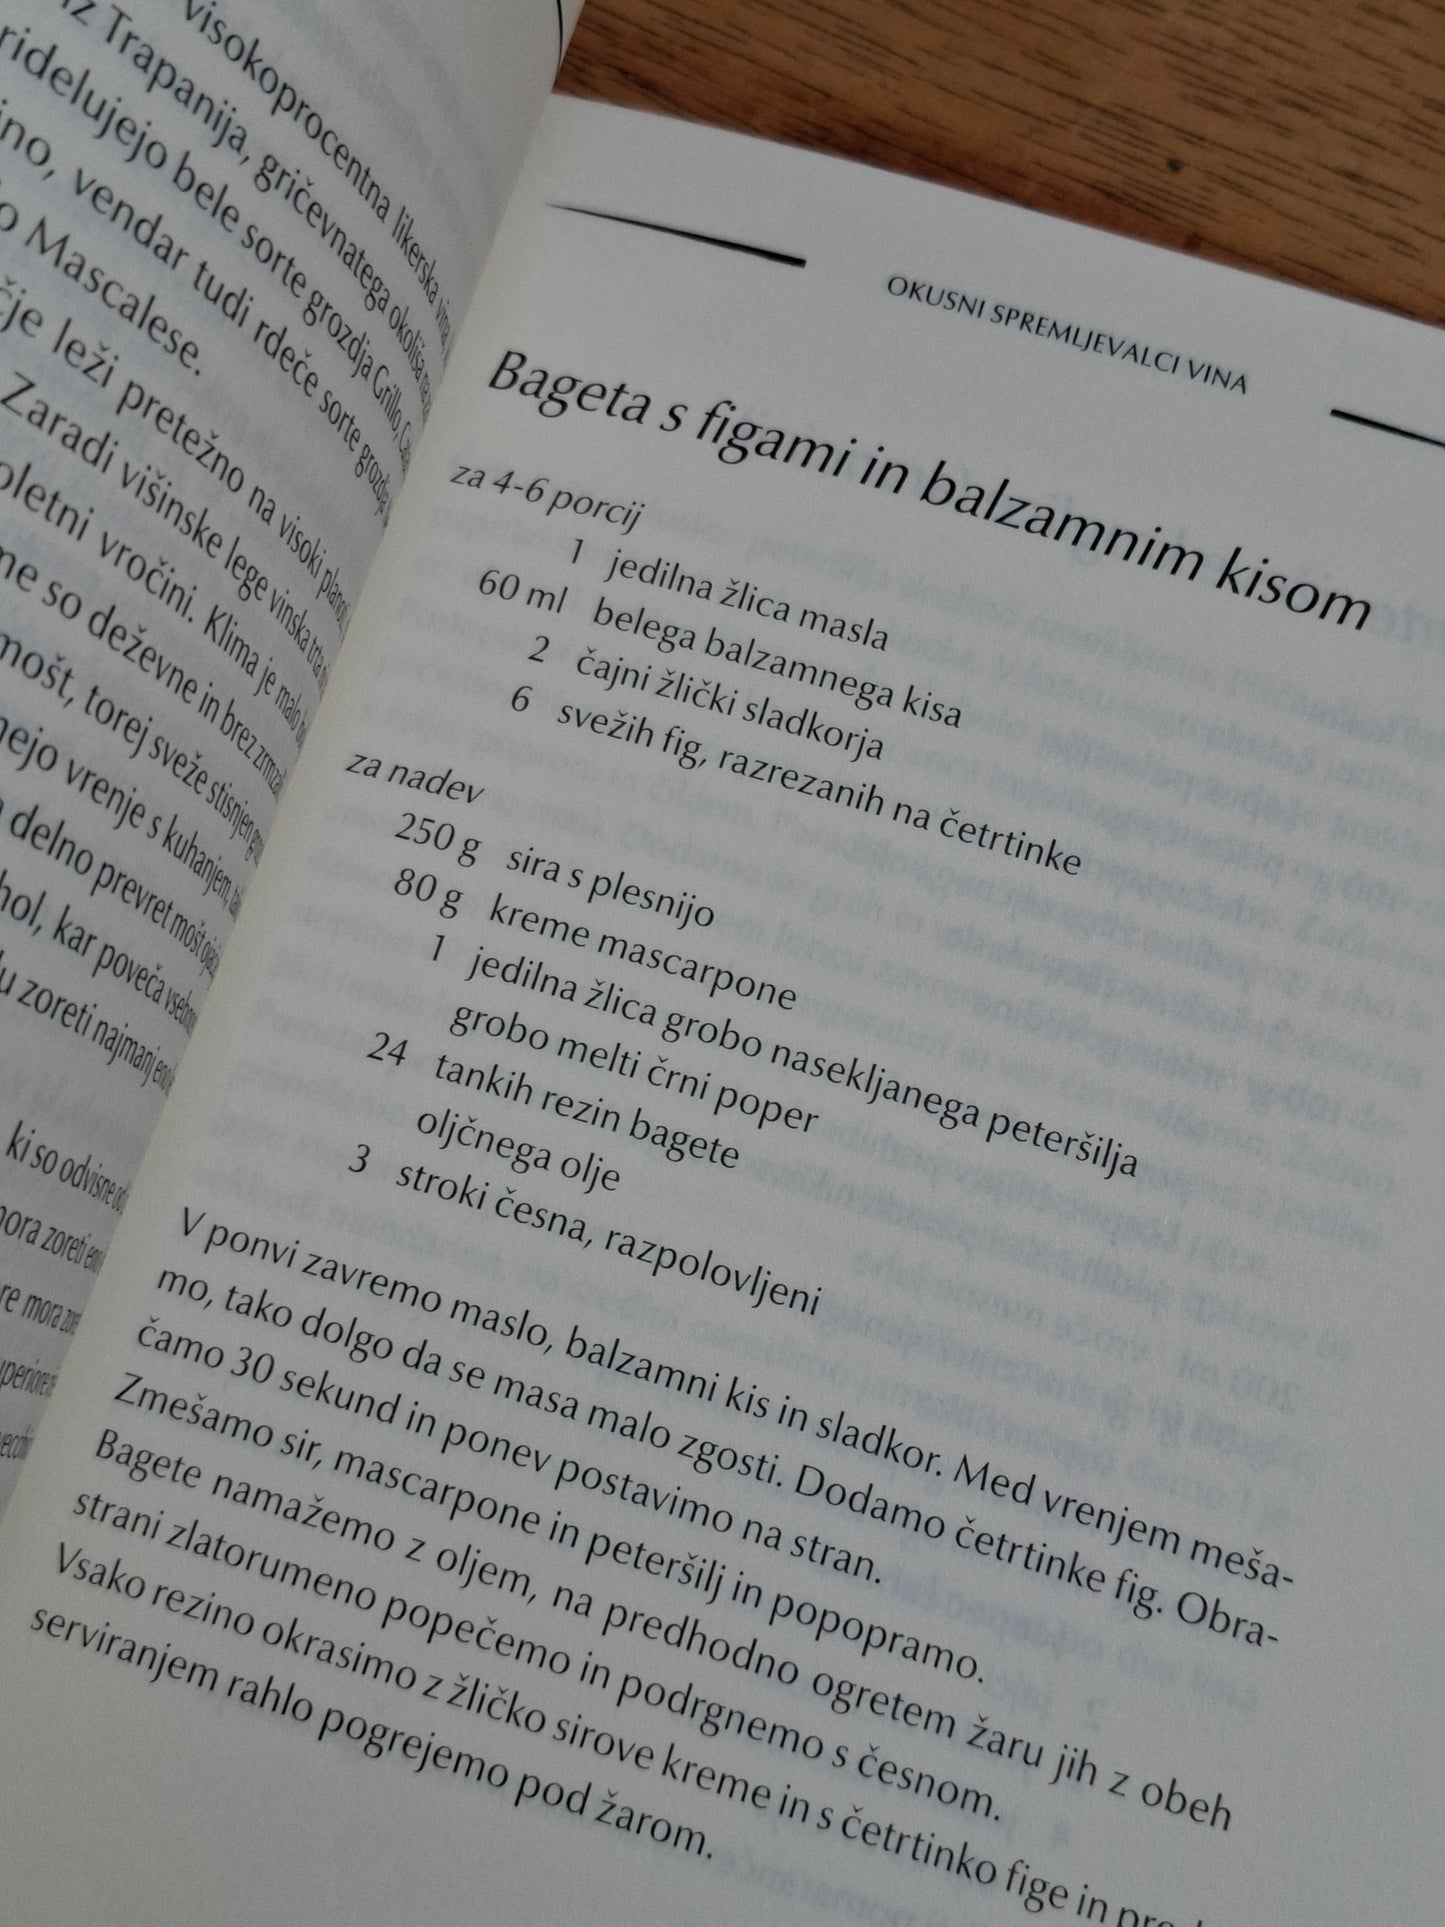 visokoprocentna likerska vina
iz Trapanija, gričevnatega okoliša
ridelujejo bele sorte grozdja Grillo,
ino, vendar tudi rdeče sorte grozdja
o Mascalese.
čje leži pretežno na visoki
Zaradi višinske lege vinska trta
oletni vročini. Klima je malo
me so deževne in brez
mošt, torej sveže stisnjen
nejo vrenje s kuhanjem,
delno prevret mošt
hol, kar poveča
u zoreti najmanj
ki so odvisne
mora zoreti
re mora
OKUSNI SPREMLJEVALCI VINA
Bageta s figami in balzamnim kisom
za 4-6 porcij
1 jedilna žlica masla
60 ml belega balzamnega kisa
2 čajni žlički sladkorja
6 svežih fig, razrezanih na četrtinke
za nadev
250 g sira s plesnijo
80 g kreme mascarpone
1 jedilna žlica grobo nasekljanega peteršilja
grobo melti črni poper
24 tankih rezin bagete
oljčnega olje
3 stroki česna, razpolovljeni
V ponvi zavremo maslo, balzamni kis in sladkor. Med vrenjem meša-
mo, tako dolgo da se masa malo zgosti. Dodamo četrtinke fig. Obra-
čamo 30 sekund in ponev postavimo na stran.
Zmešamo sir, mascarpone in peteršilj in popopramo.
Bagete namažemo z oljem, na predhodno ogretem žaru jih z obeh
strani zlatorumeno popečemo in podrgnemo s česnom.
Vsako rezino okrasimo z žličko sirove kreme in s četrtinko fige in
serviranjem rahlo pogrejemo pod žarom.